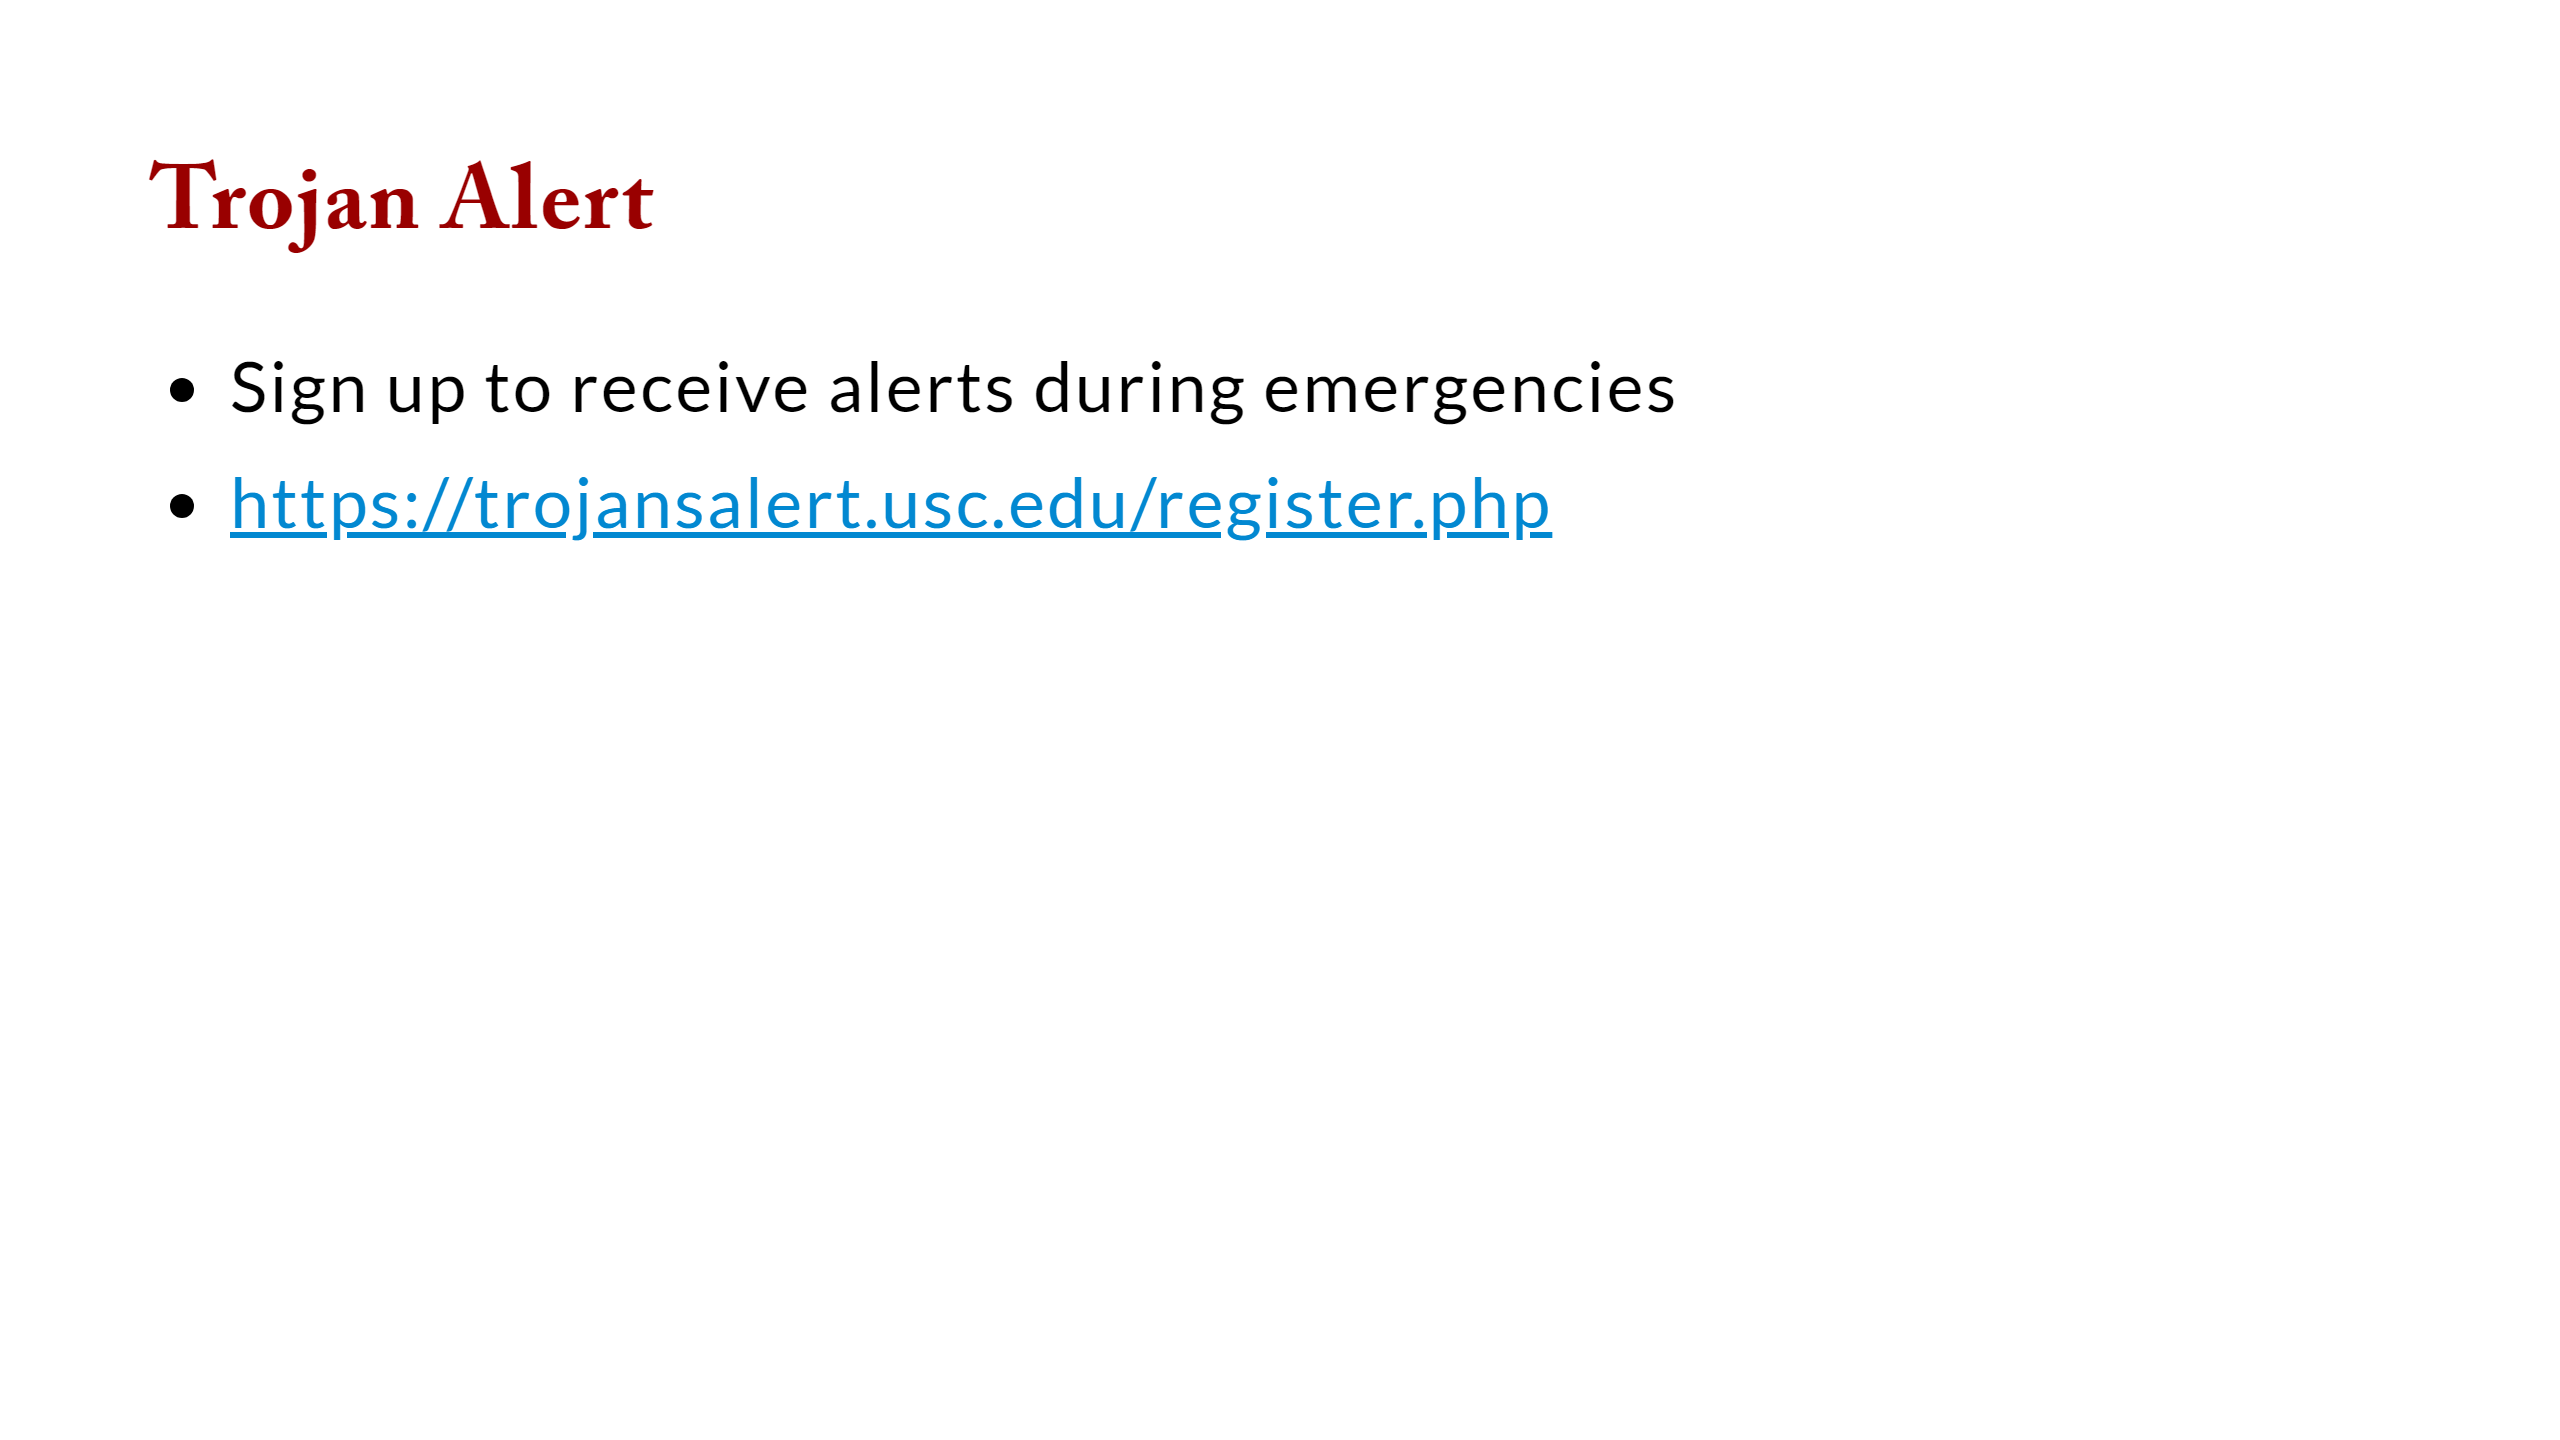 Trojan Alert
• Sign up to receive alerts during emergencies
• https://trojansalert.usc.edu/register.php